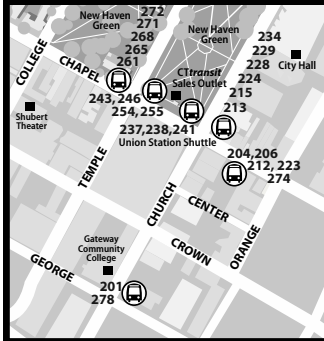 New Haven
Green
272
271
268
265
261
New Haven
Green
234
229
228
224
215
213
City Hall
COLLEGE
CHAPEL
CTtransit
Sales Outlet
Shubert
Theater
243, 246
254, 255
237,238,241
Union Station Shuttle
204,206
212, 223
274
TEMPLE
CHURCH
CENTER
ORANGE
CROWN
GEORGE
Gateway
Community
College
201
278